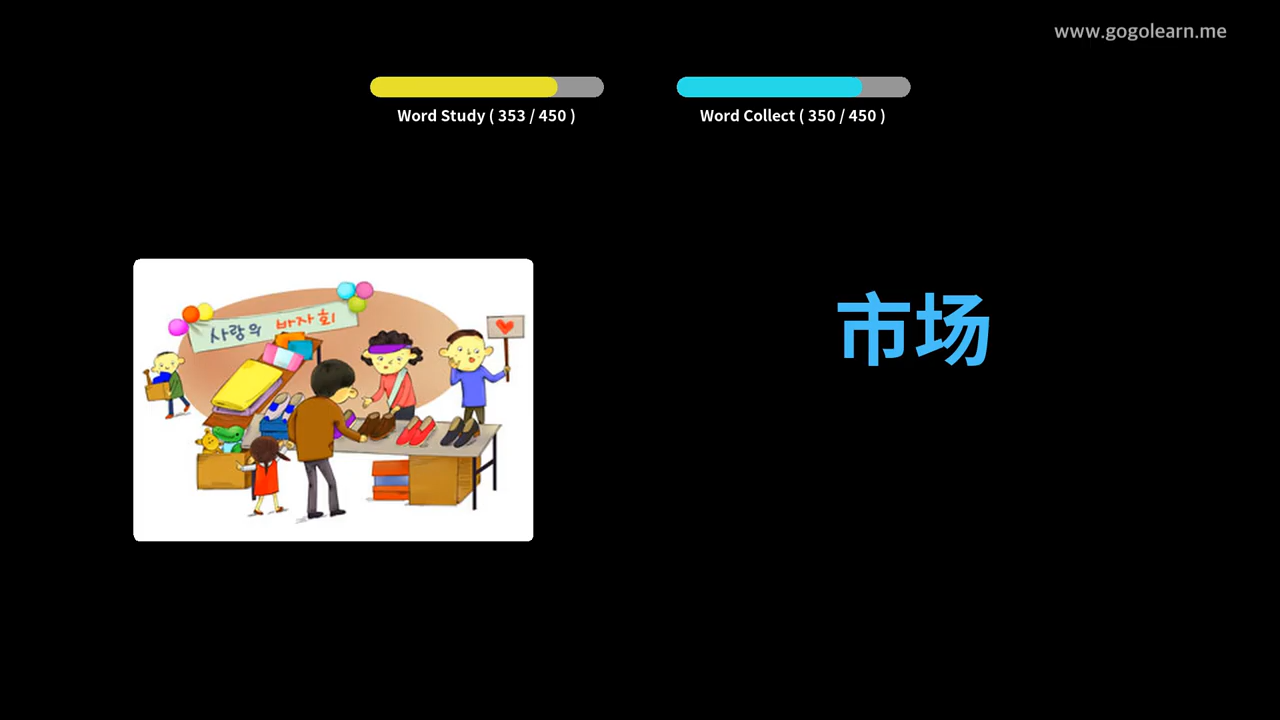 www.gogolearn.me
Word Study ( 353 / 450 )
Word Collect ( 350 / 450 )
사랑의 바자회
市场